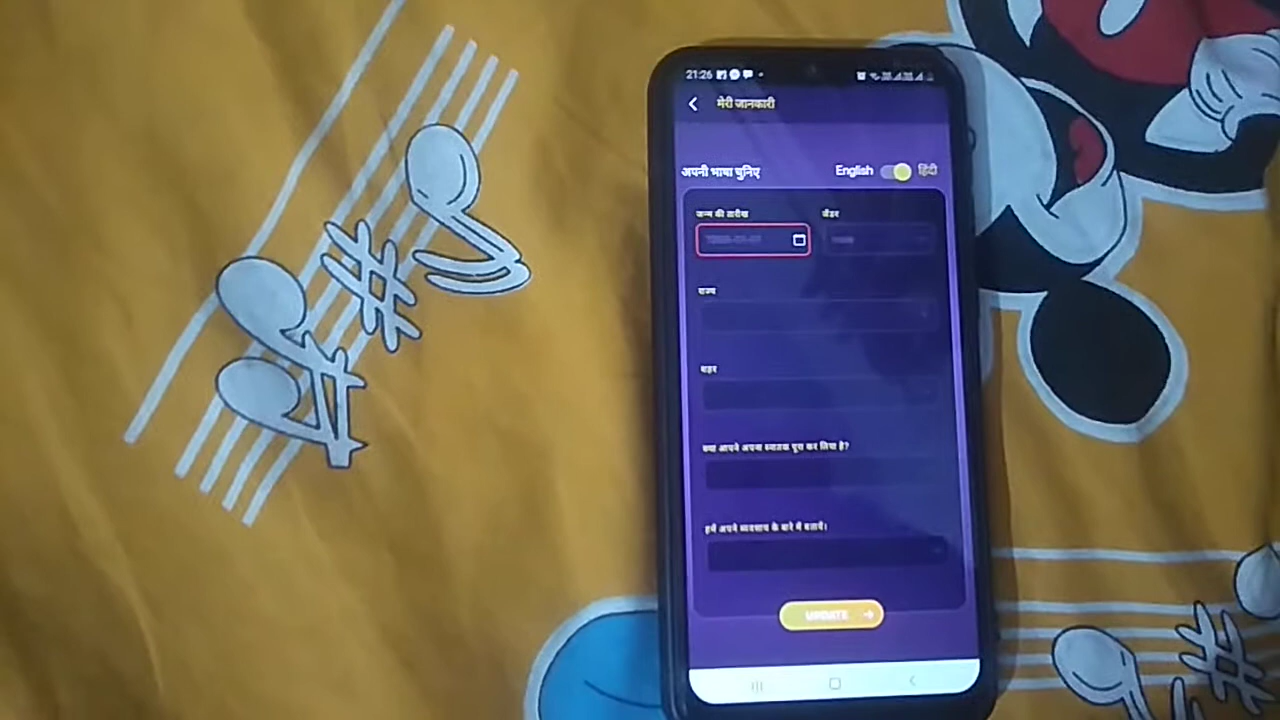 21:26
मेरी जानकारी
अपनी भाषा चुनिए English हिंदी
जन्म की तारीख जेंडर
राज्य
शहर
क्या आपने अपना स्नातक पूरा कर लिया है?
हमें अपने व्यवसाय के बारे में बतायें।
UPDATE